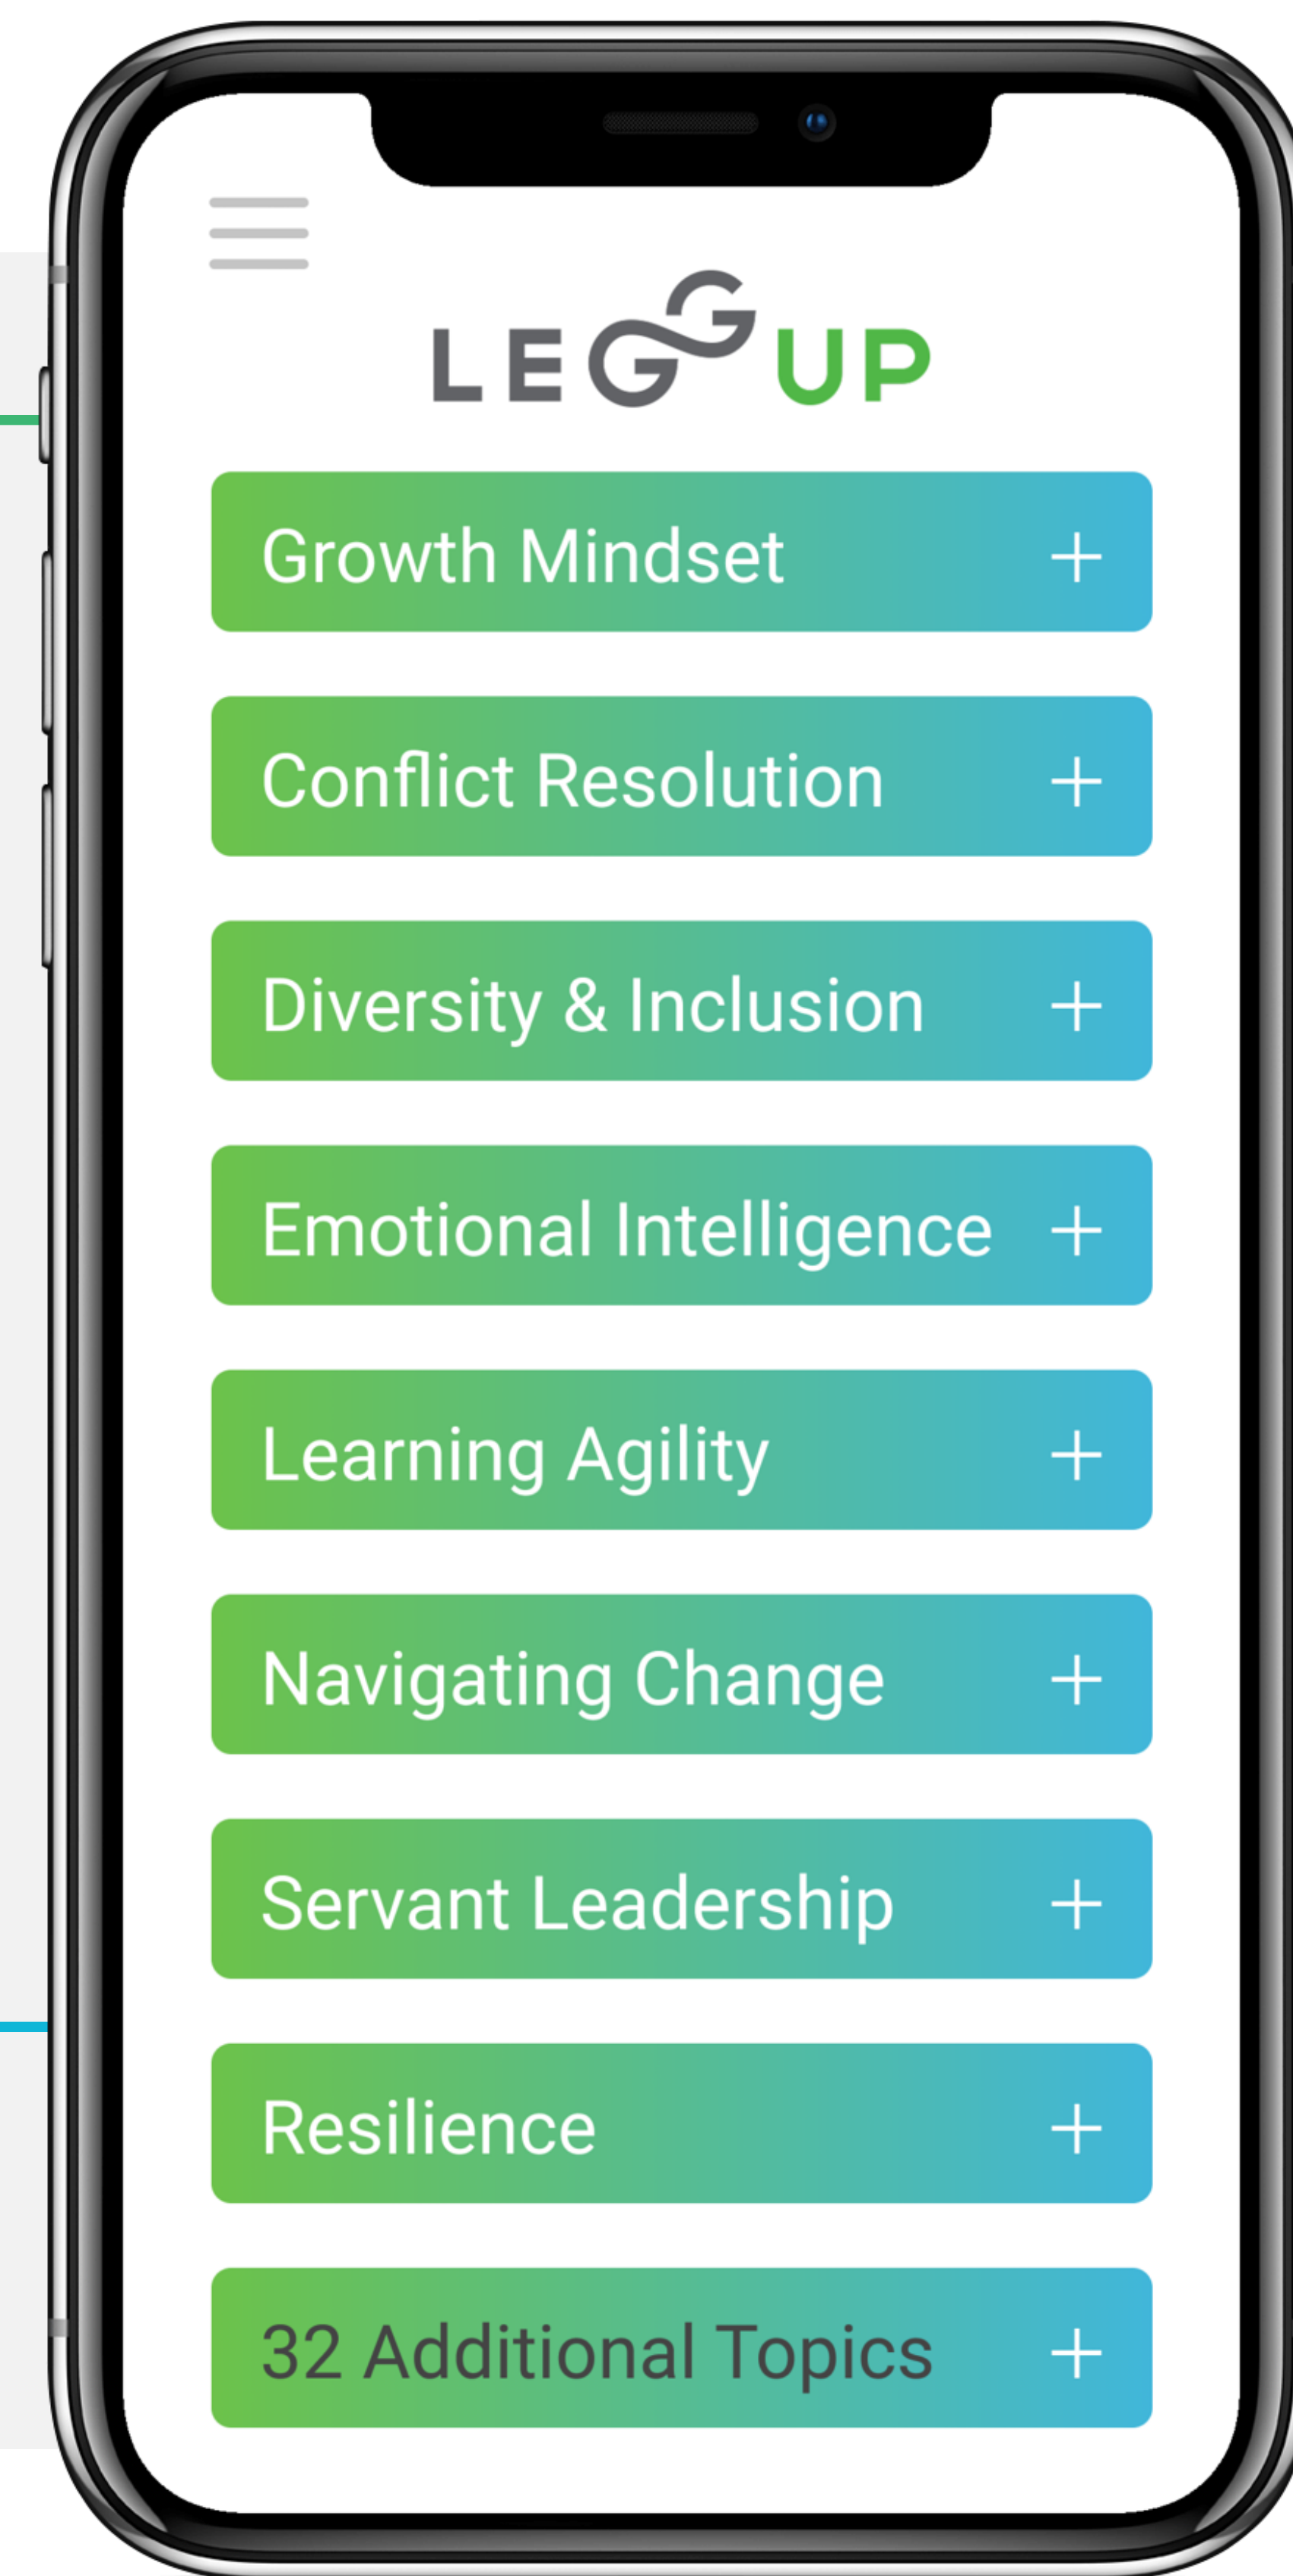 LEGGUP
Growth Mindset +
Conflict Resolution +
Diversity & Inclusion +
Emotional Intelligence +
Learning Agility +
Navigating Change +
Servant Leadership +
Resilience +
32 Additional Topics +